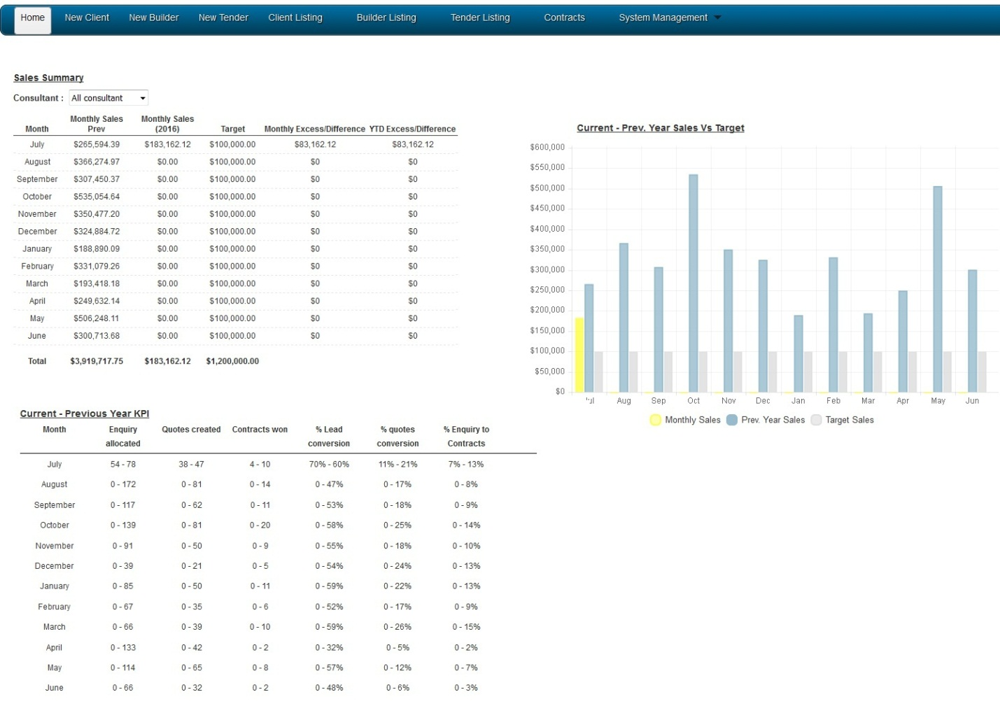 Home New Client New Builder New Tender Client Listing Builder Listing Tender Listing Contracts System Management
Sales Summary
Consultant : All consultant
Month Monthly Sales Prev Monthly Sales (2016) Target Monthly Excess/Difference YTD Excess/Difference
July $265,594.39 $183,162.12 $100,000.00 $83,162.12 $83,162.12
August $366,274.97 $0.00 $100,000.00 $0 $0
September $307,450.37 $0.00 $100,000.00 $0 $0
October $535,054.64 $0.00 $100,000.00 $0 $0
November $350,477.20 $0.00 $100,000.00 $0 $0
December $324,884.72 $0.00 $100,000.00 $0 $0
January $188,890.09 $0.00 $100,000.00 $0 $0
February $331,079.26 $0.00 $100,000.00 $0 $0
March $193,418.18 $0.00 $100,000.00 $0 $0
April $249,632.14 $0.00 $100,000.00 $0 $0
May $506,248.11 $0.00 $100,000.00 $0 $0
June $300,713.68 $0.00 $100,000.00 $0 $0
Total $3,919,717.75 $183,162.12 $1,200,000.00
Current - Prev. Year Sales Vs Target
$600,000
$550,000
$500,000
$450,000
$400,000
$350,000
$300,000
$250,000
$200,000
$150,000
$100,000
$50,000
$0
Aug Sep Oct Nov Dec Jan Feb Mar Apr May Jun
Monthly Sales Prev. Year Sales Target Sales
Current - Previous Year KPI
Month Enquiry Quotes created Contracts won % Lead % quotes % Enquiry to
allocated conversion conversion Contracts
July 54 - 78 38 - 47 4 - 10 70% - 60% 11% - 21% 7% - 13%
August 0 - 172 0 - 81 0 - 14 0 - 47% 0 - 17% 0 - 8%
September 0 - 117 0 - 62 0 - 11 0 - 53% 0 - 18% 0 - 9%
October 0 - 139 0 - 81 0 - 20 0 - 58% 0 - 25% 0 - 14%
November 0 - 91 0 - 50 0 - 9 0 - 55% 0 - 18% 0 - 10%
December 0 - 39 0 - 21 0 - 5 0 - 54% 0 - 24% 0 - 13%
January 0 - 85 0 - 50 0 - 11 0 - 59% 0 - 22% 0 - 13%
February 0 - 67 0 - 35 0 - 6 0 - 52% 0 - 17% 0 - 9%
March 0 - 66 0 - 39 0 - 10 0 - 59% 0 - 26% 0 - 15%
April 0 - 133 0 - 42 0 - 2 0 - 32% 0 - 5% 0 - 2%
May 0 - 114 0 - 65 0 - 8 0 - 57% 0 - 12% 0 - 7%
June 0 - 66 0 - 32 0 - 2 0 - 48% 0 - 6% 0 - 3%